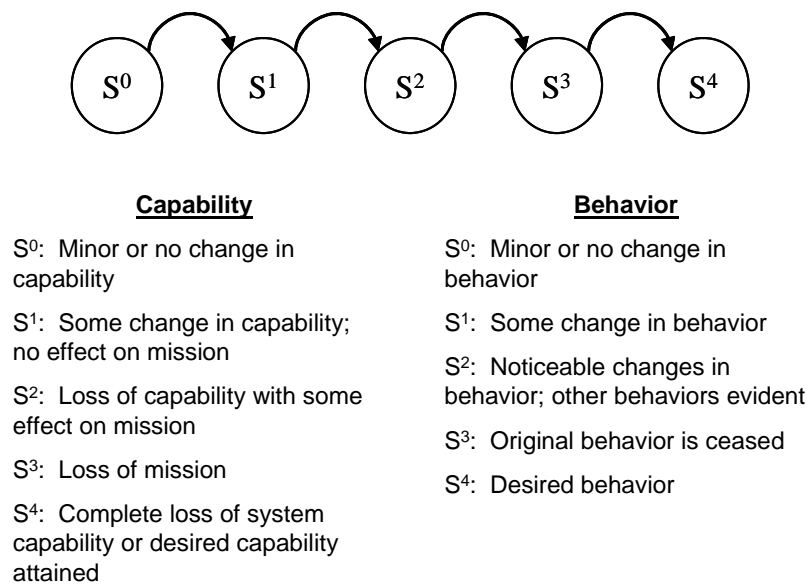 S⁰ S¹ S² S³ S⁴
Capability
S⁰: Minor or no change in
capability
S¹: Some change in capability;
no effect on mission
S²: Loss of capability with some
effect on mission
S³: Loss of mission
S⁴: Complete loss of system
capability or desired capability
attained
Behavior
S⁰: Minor or no change in
behavior
S¹: Some change in behavior
S²: Noticeable changes in
behavior; other behaviors evident
S³: Original behavior is ceased
S⁴: Desired behavior